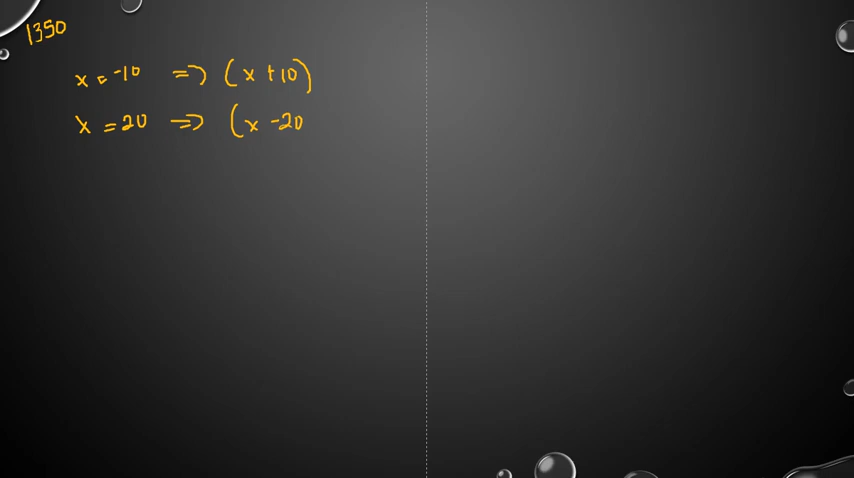 1350
x = -10 => (x + 10)
x = 20 => (x - 20